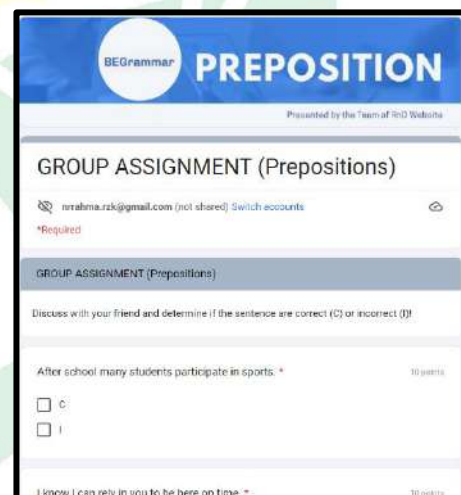 BEGrammar
PREPOSITION
Presented by the Team of RnD Website
GROUP ASSIGNMENT (Prepositions)
nrrahma.rzk@gmail.com (not shared) Switch accounts
*Required
GROUP ASSIGNMENT (Prepositions)
Discuss with your friend and determine if the sentence are correct (C) or incorrect (I)!
After school many students participate in sports. *
10 points
C
I
I know I can rely in you to be here on time. *
10 points